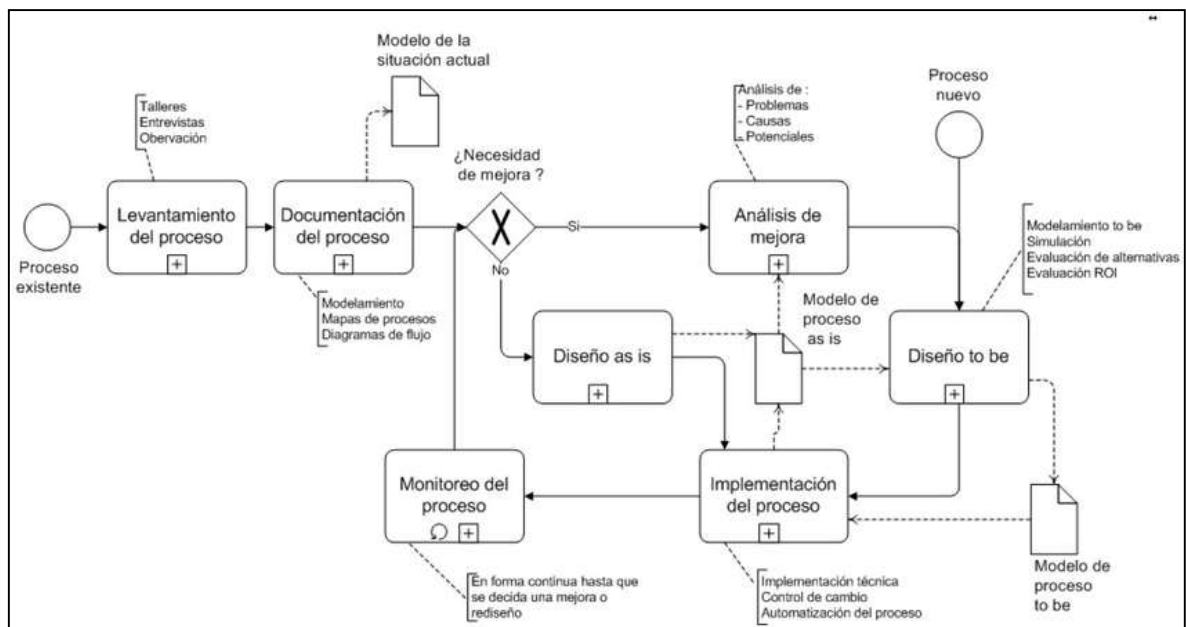 Modelo de la
situación actual
Talleres
Entrevistas
Obervación
Análisis de :
- Problemas
- Causas
- Potenciales
Proceso
nuevo
¿Necesidad
de mejora ?
Proceso
existente
Levantamiento
del proceso
Documentación
del proceso
X
Si
No
Análisis de
mejora
Modelamiento to be
Simulación
Evaluación de alternativas
Evaluación ROI
Modelamiento
Mapas de procesos
Diagramas de flujo
Diseño as is
Modelo de
proceso
as is
Diseño to be
Monitoreo del
proceso
Implementación
del proceso
Modelo de
proceso
to be
En forma continua hasta que
se decida una mejora o
rediseño
Implementación técnica
Control de cambio
Automatización del proceso